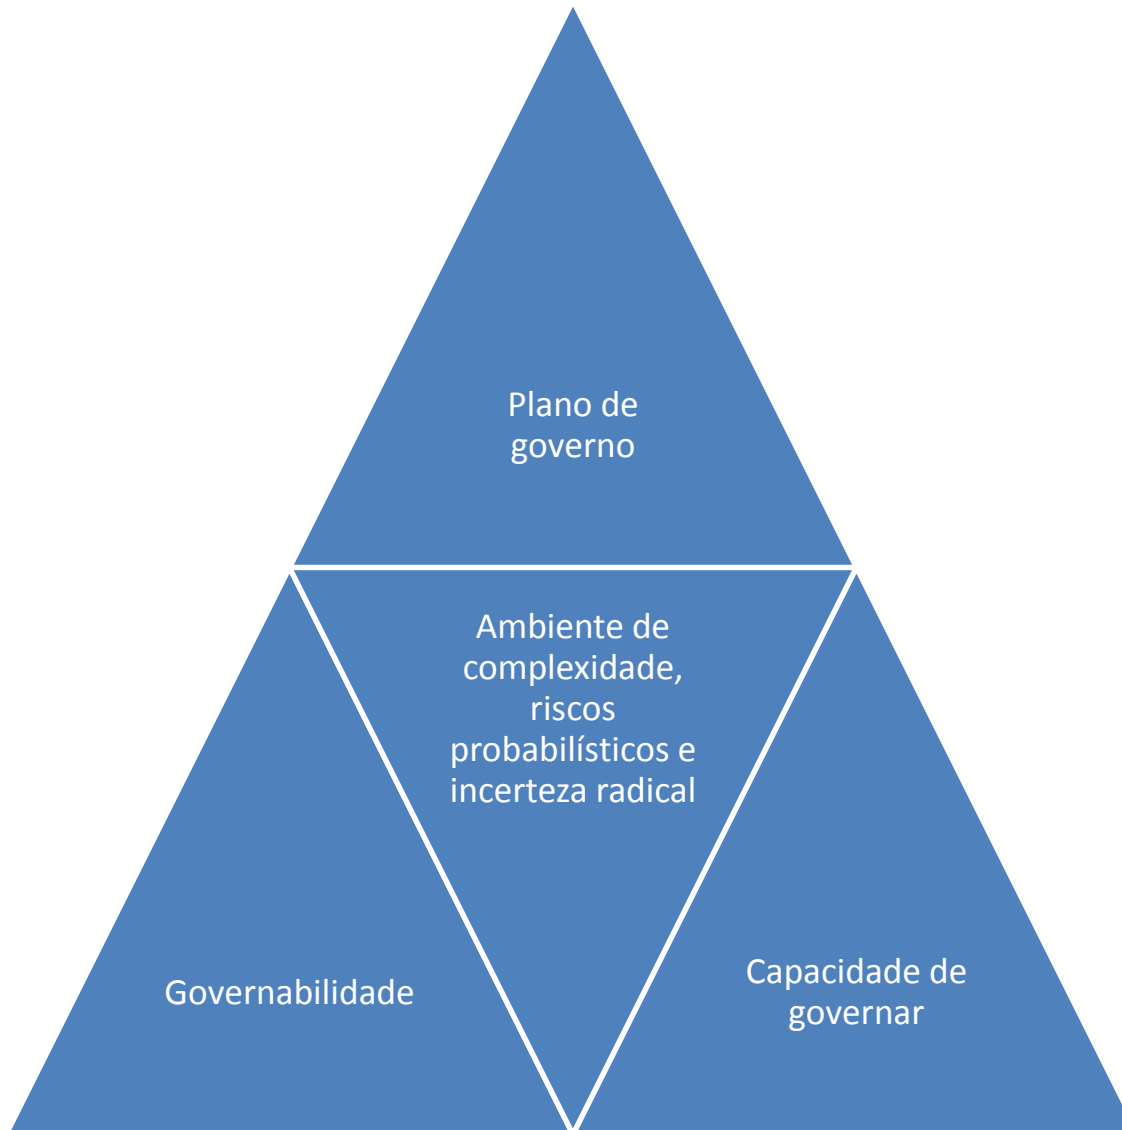 Plano de
governo
Ambiente de
complexidade,
riscos
probabilísticos e
incerteza radical
Governabilidade
Capacidade de
governar